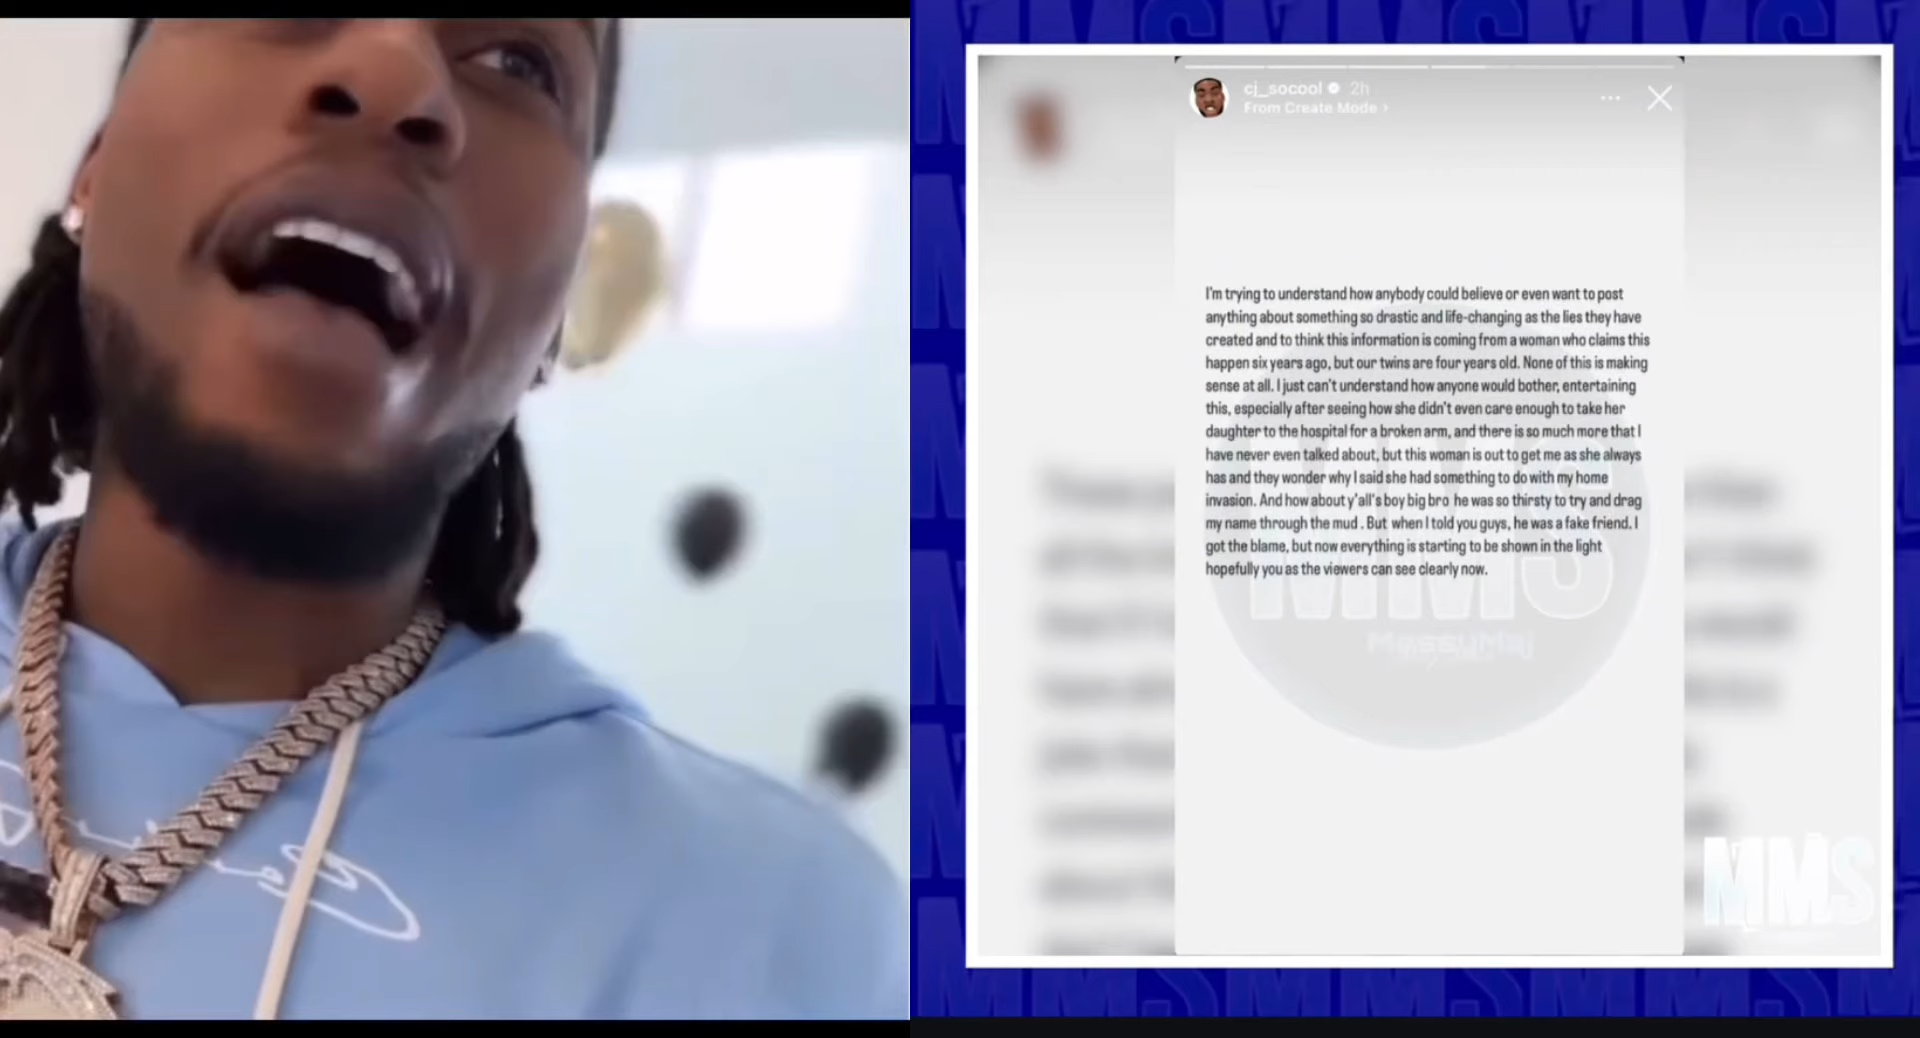 cj_socool 2h
From Create Mode >
I'm trying to understand how anybody could believe or even want to post
anything about something so drastic and life-changing as the lies they have
created and to think this information is coming from a woman who claims this
happen six years ago, but our twins are four years old. None of this is making
sense at all. I just can't understand how anyone would bother, entertaining
this, especially after seeing how she didn't even care enough to take her
daughter to the hospital for a broken arm, and there is so much more that I
have never even talked about, but this woman is out to get me as she always
has and they wonder why I said she had something to do with my home
invasion. And how about y'all's boy big bro he was so thirsty to try and drag
my name through the mud . But when I told you guys, he was a fake friend. I
got the blame, but now everything is starting to be shown in the light
hopefully you as the viewers can see clearly now.
MMS
MessyMaj
MMS